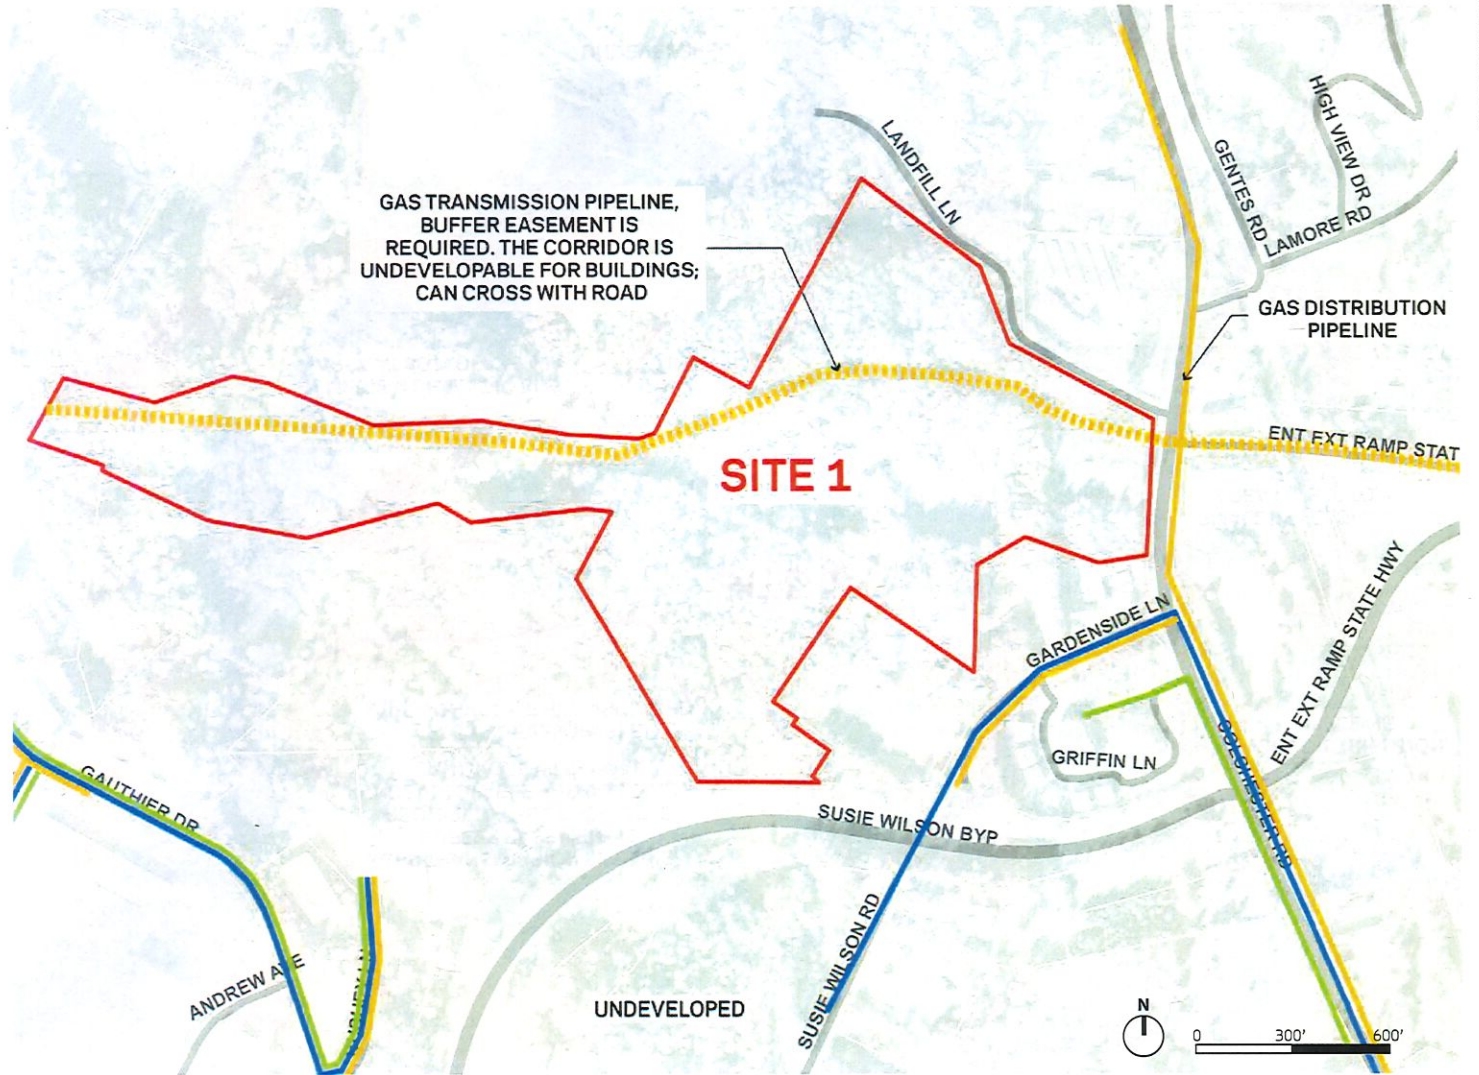 HIGH VIEW DR
LANDFILL LN
GENTES RD
LAMORE RD
GAS TRANSMISSION PIPELINE,
BUFFER EASEMENT IS
REQUIRED. THE CORRIDOR IS
UNDEVELOPABLE FOR BUILDINGS;
CAN CROSS WITH ROAD
GAS DISTRIBUTION
PIPELINE
ENT EXT RAMP STAT
SITE 1
ENT EXT RAMP STATE HWY
GARDENSIDE LN
GRIFFIN LN
COLCHESTER RD
GAUTHIER DR
SUSIE WILSON BYP
SUSIE WILSON RD
ANDREW AVE
UNDEVELOPED
N
0 300' 600'